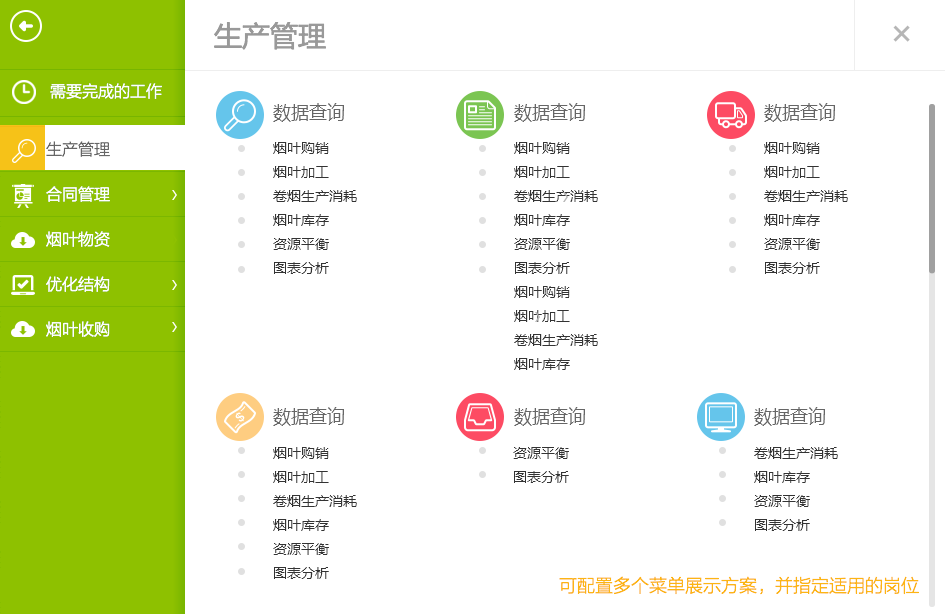 生产管理
需要完成的工作
生产管理
合同管理
烟叶物资
优化结构
烟叶收购
数据查询
烟叶购销
烟叶加工
卷烟生产消耗
烟叶库存
资源平衡
图表分析
数据查询
烟叶购销
烟叶加工
卷烟生产消耗
烟叶库存
资源平衡
图表分析
烟叶购销
烟叶加工
卷烟生产消耗
烟叶库存
数据查询
烟叶购销
烟叶加工
卷烟生产消耗
烟叶库存
资源平衡
图表分析
数据查询
烟叶购销
烟叶加工
卷烟生产消耗
烟叶库存
资源平衡
图表分析
数据查询
资源平衡
图表分析
数据查询
卷烟生产消耗
烟叶库存
资源平衡
图表分析
可配置多个菜单展示方案，并指定适用的岗位